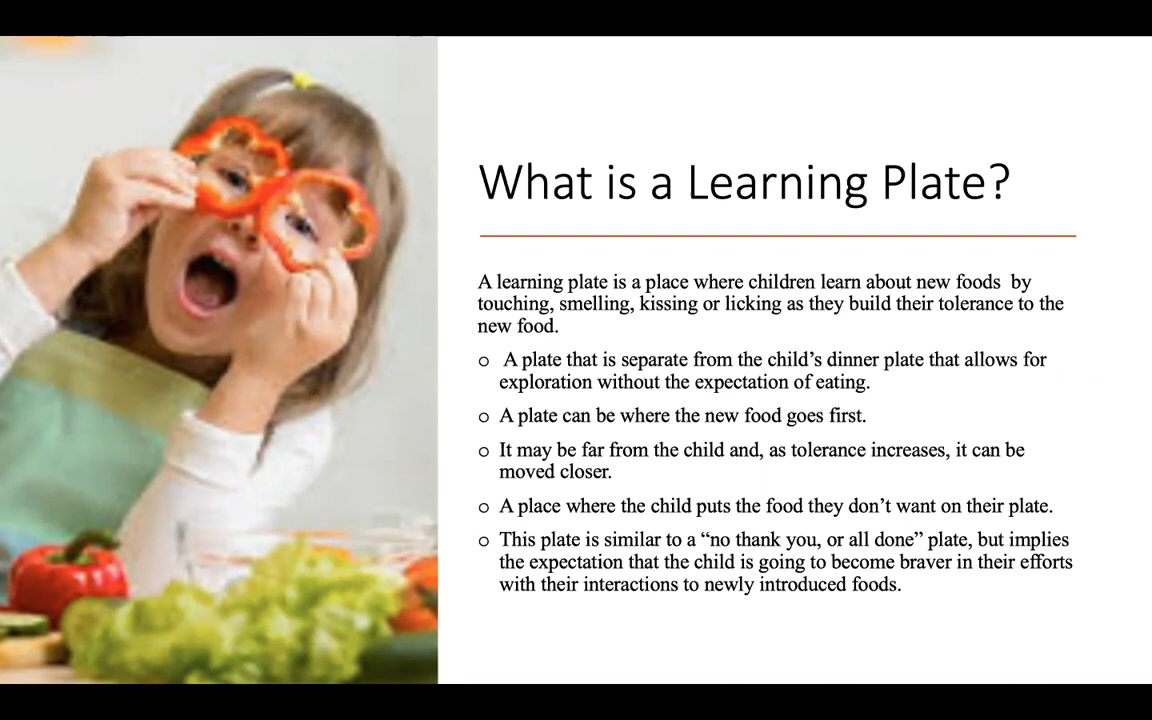 What is a Learning Plate?
A learning plate is a place where children learn about new foods  by
touching, smelling, kissing or licking as they build their tolerance to the
new food.
o A plate that is separate from the child’s dinner plate that allows for
exploration without the expectation of eating.
o A plate can be where the new food goes first.
o It may be far from the child and, as tolerance increases, it can be
moved closer.
o A place where the child puts the food they don’t want on their plate.
o This plate is similar to a “no thank you, or all done” plate, but implies
the expectation that the child is going to become braver in their efforts
with their interactions to newly introduced foods.